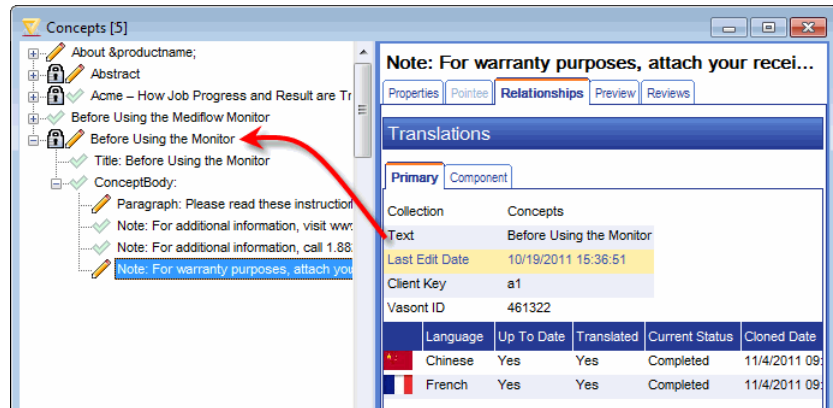 Concepts [5]
About &productname;
Abstract
Acme – How Job Progress and Result are Tr
Before Using the Mediflow Monitor
Before Using the Monitor
Title: Before Using the Monitor
ConceptBody:
Paragraph: Please read these instruction
Note: For additional information, visit www
Note: For additional information, call 1.88
Note: For warranty purposes, attach you
Note: For warranty purposes, attach your recei...
Properties Pointee Relationships Preview Reviews
Translations
Primary Component
Collection Concepts
Text Before Using the Monitor
Last Edit Date 10/19/2011 15:36:51
Client Key a1
Vasont ID 461322
Language Up To Date Translated Current Status Cloned Date
Chinese Yes Yes Completed 11/4/2011 09:
French Yes Yes Completed 11/4/2011 09: